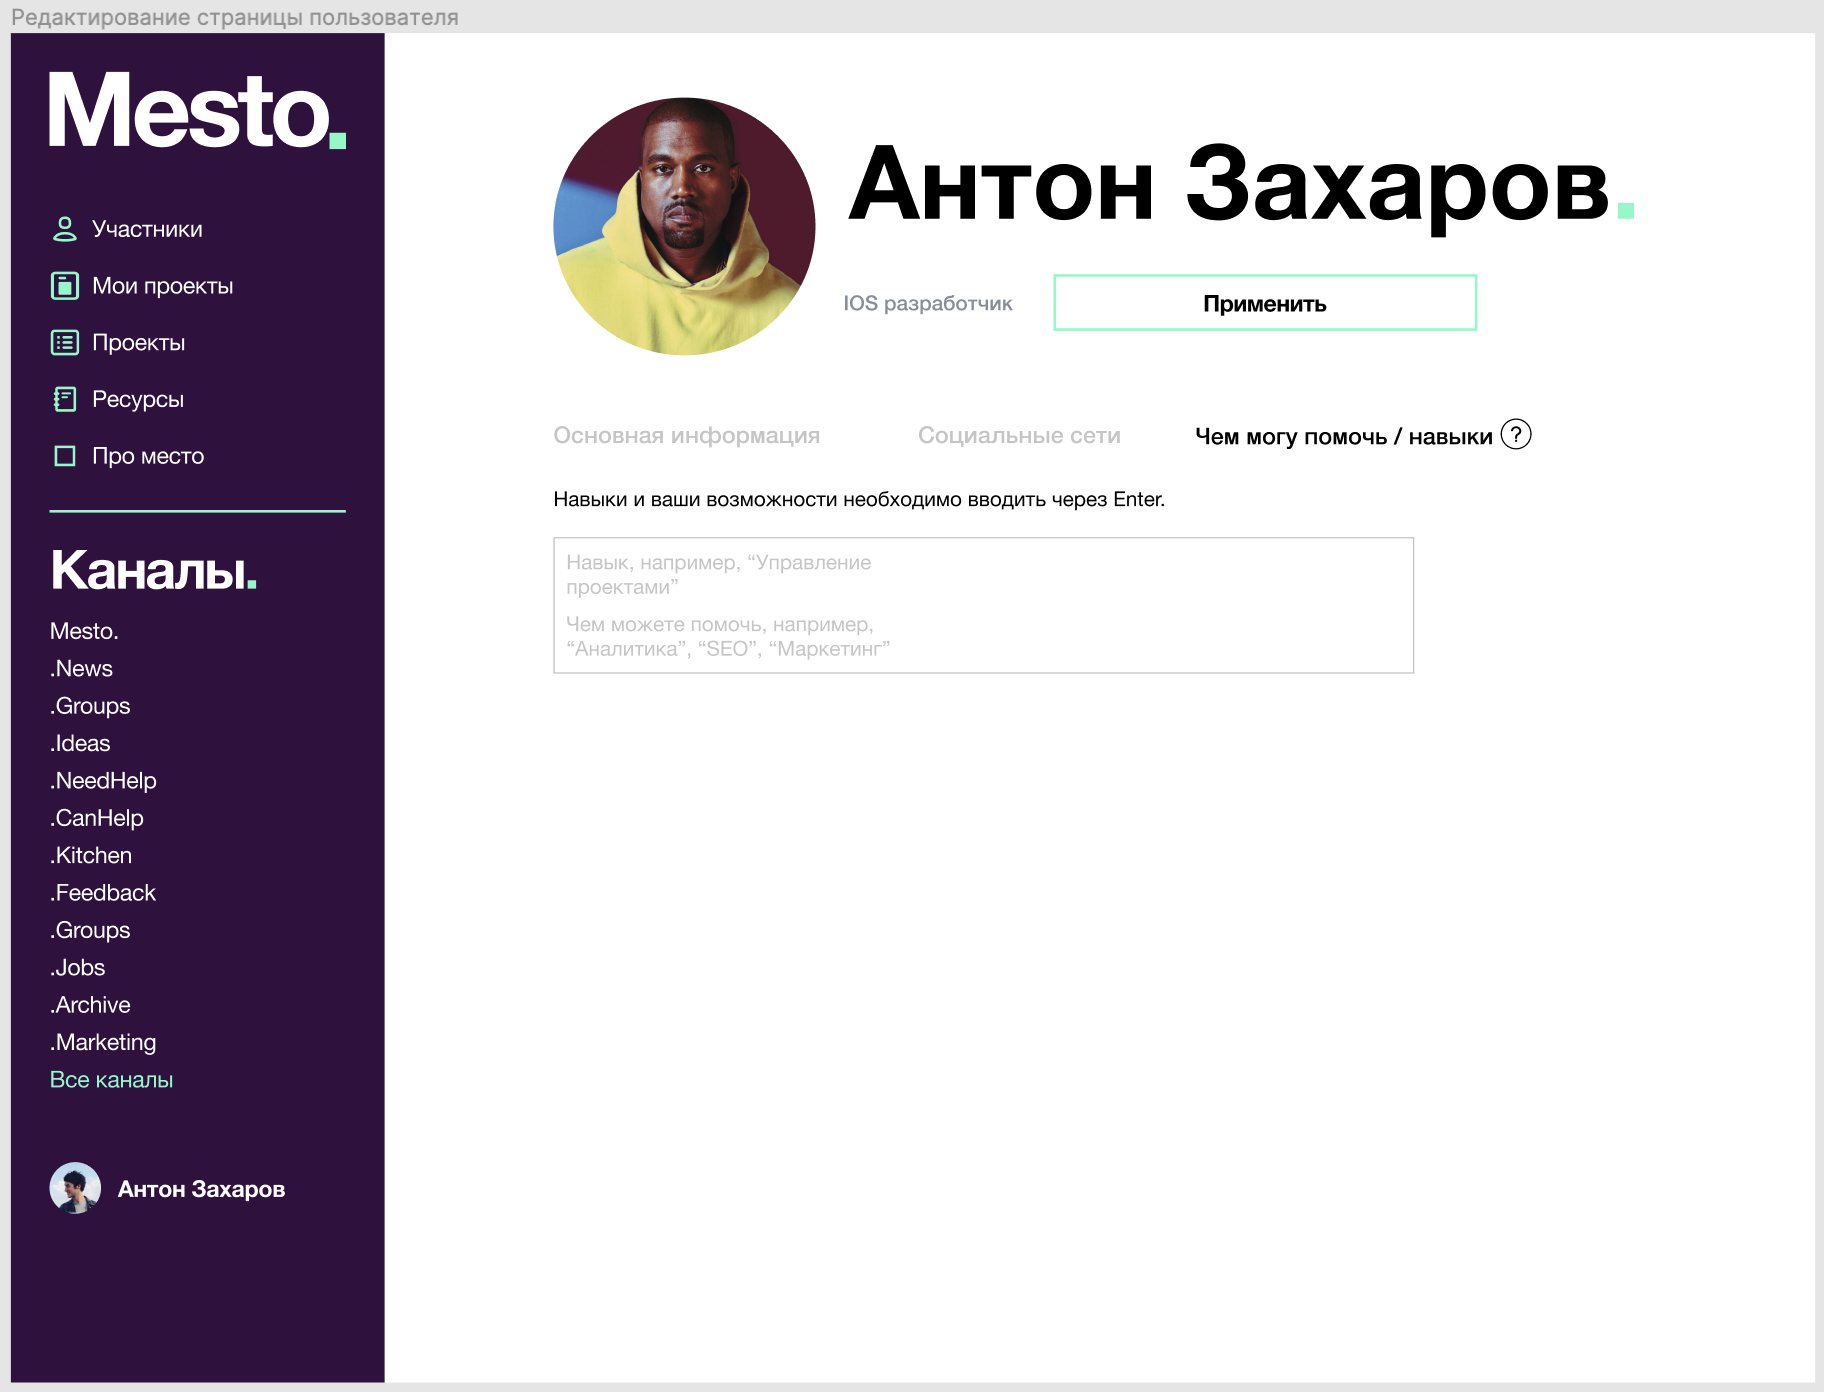 Редактирование страницы пользователя
Mesto.
Участники
Мои проекты
Проекты
Ресурсы
Про место
Каналы.
Mesto.
.News
.Groups
.Ideas
.NeedHelp
.CanHelp
.Kitchen
.Feedback
.Groups
.Jobs
.Archive
.Marketing
Все каналы
Антон Захаров
Антон Захаров.
IOS разработчик
Применить
Основная информация
Социальные сети
Чем могу помочь / навыки ?
Навыки и ваши возможности необходимо вводить через Enter.
Навык, например, “Управление
проектами”
Чем можете помочь, например,
“Аналитика”, “SEO”, “Маркетинг”